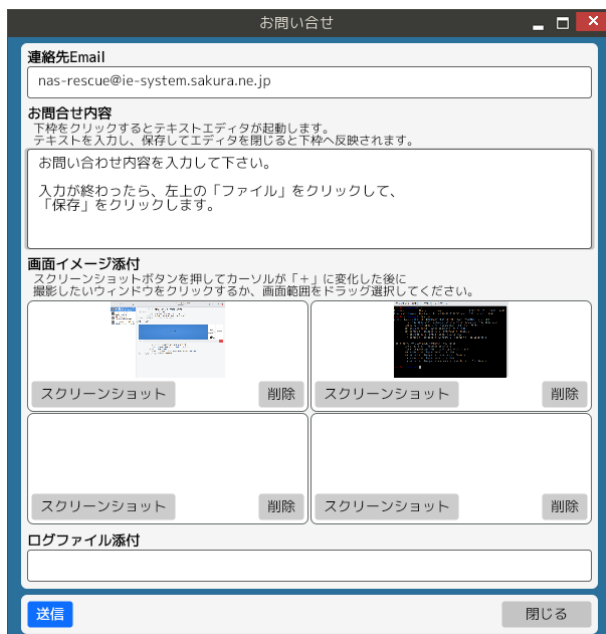 お問い合せ
連絡先Email
nas-rescue@ie-system.sakura.ne.jp
お問合せ内容
下枠をクリックするとテキストエディタが起動します。
テキストを入力し、保存してエディタを閉じると下枠へ反映されます。
お問い合わせ内容を入力して下さい。
入力が終わったら、左上の「ファイル」をクリックして、
「保存」をクリックします。
画面イメージ添付
スクリーンショットボタンを押してカーソルが「+」に変化した後に
撮影したいウィンドウをクリックするか、画面範囲をドラッグ選択してください。
スクリーンショット 削除 スクリーンショット 削除
スクリーンショット 削除 スクリーンショット 削除
ログファイル添付
送信 閉じる